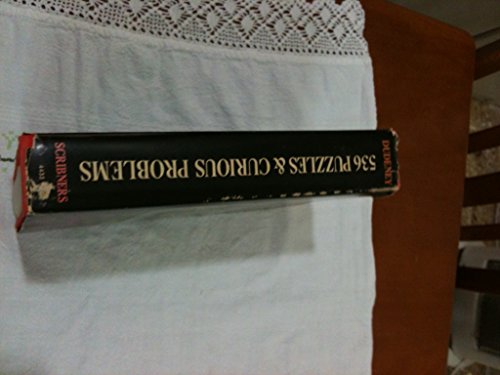 DUDENEY
536 PUZZLES & CURIOUS PROBLEMS
SCRIBNERS